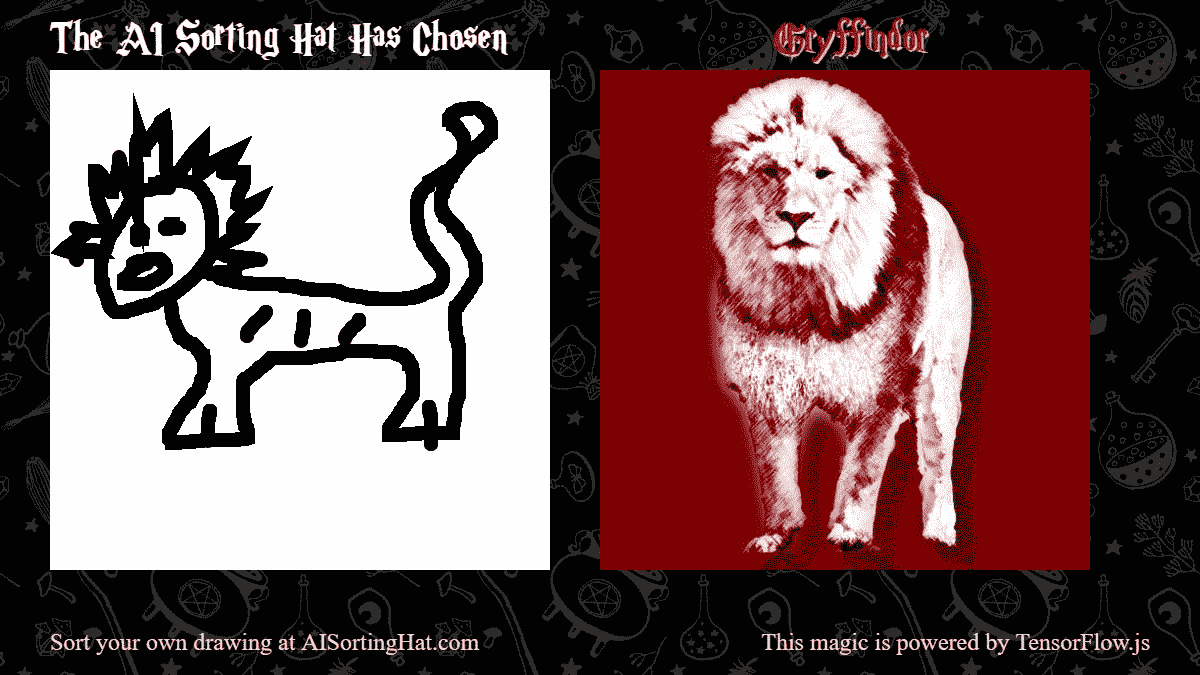 The AI Sorting Hat Has Chosen
Gryffindor
Sort your own drawing at AISortingHat.com
This magic is powered by TensorFlow.js